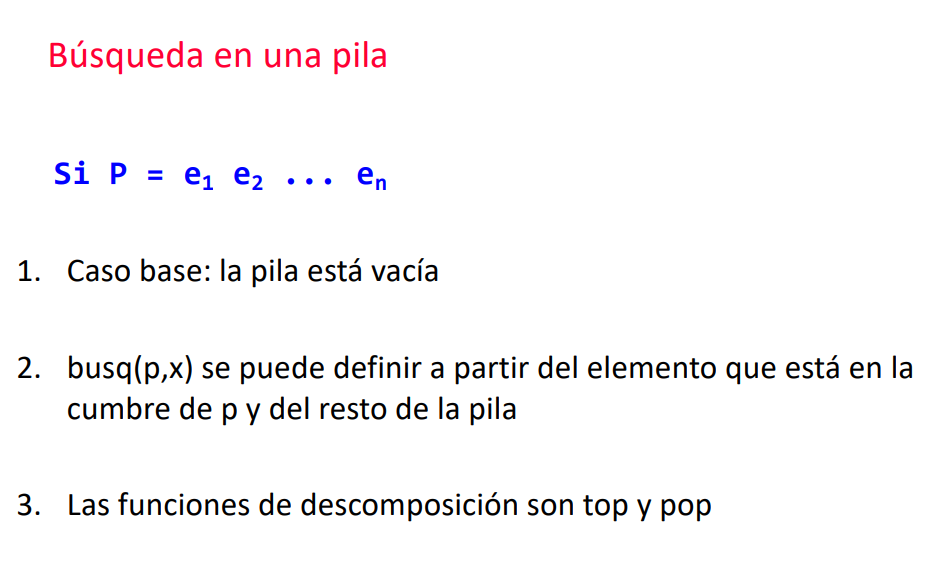 Búsqueda en una pila
Si P = e₁ e₂ ... eₙ
1. Caso base: la pila está vacía
2. busq(p,x) se puede definir a partir del elemento que está en la
cumbre de p y del resto de la pila
3. Las funciones de descomposición son top y pop